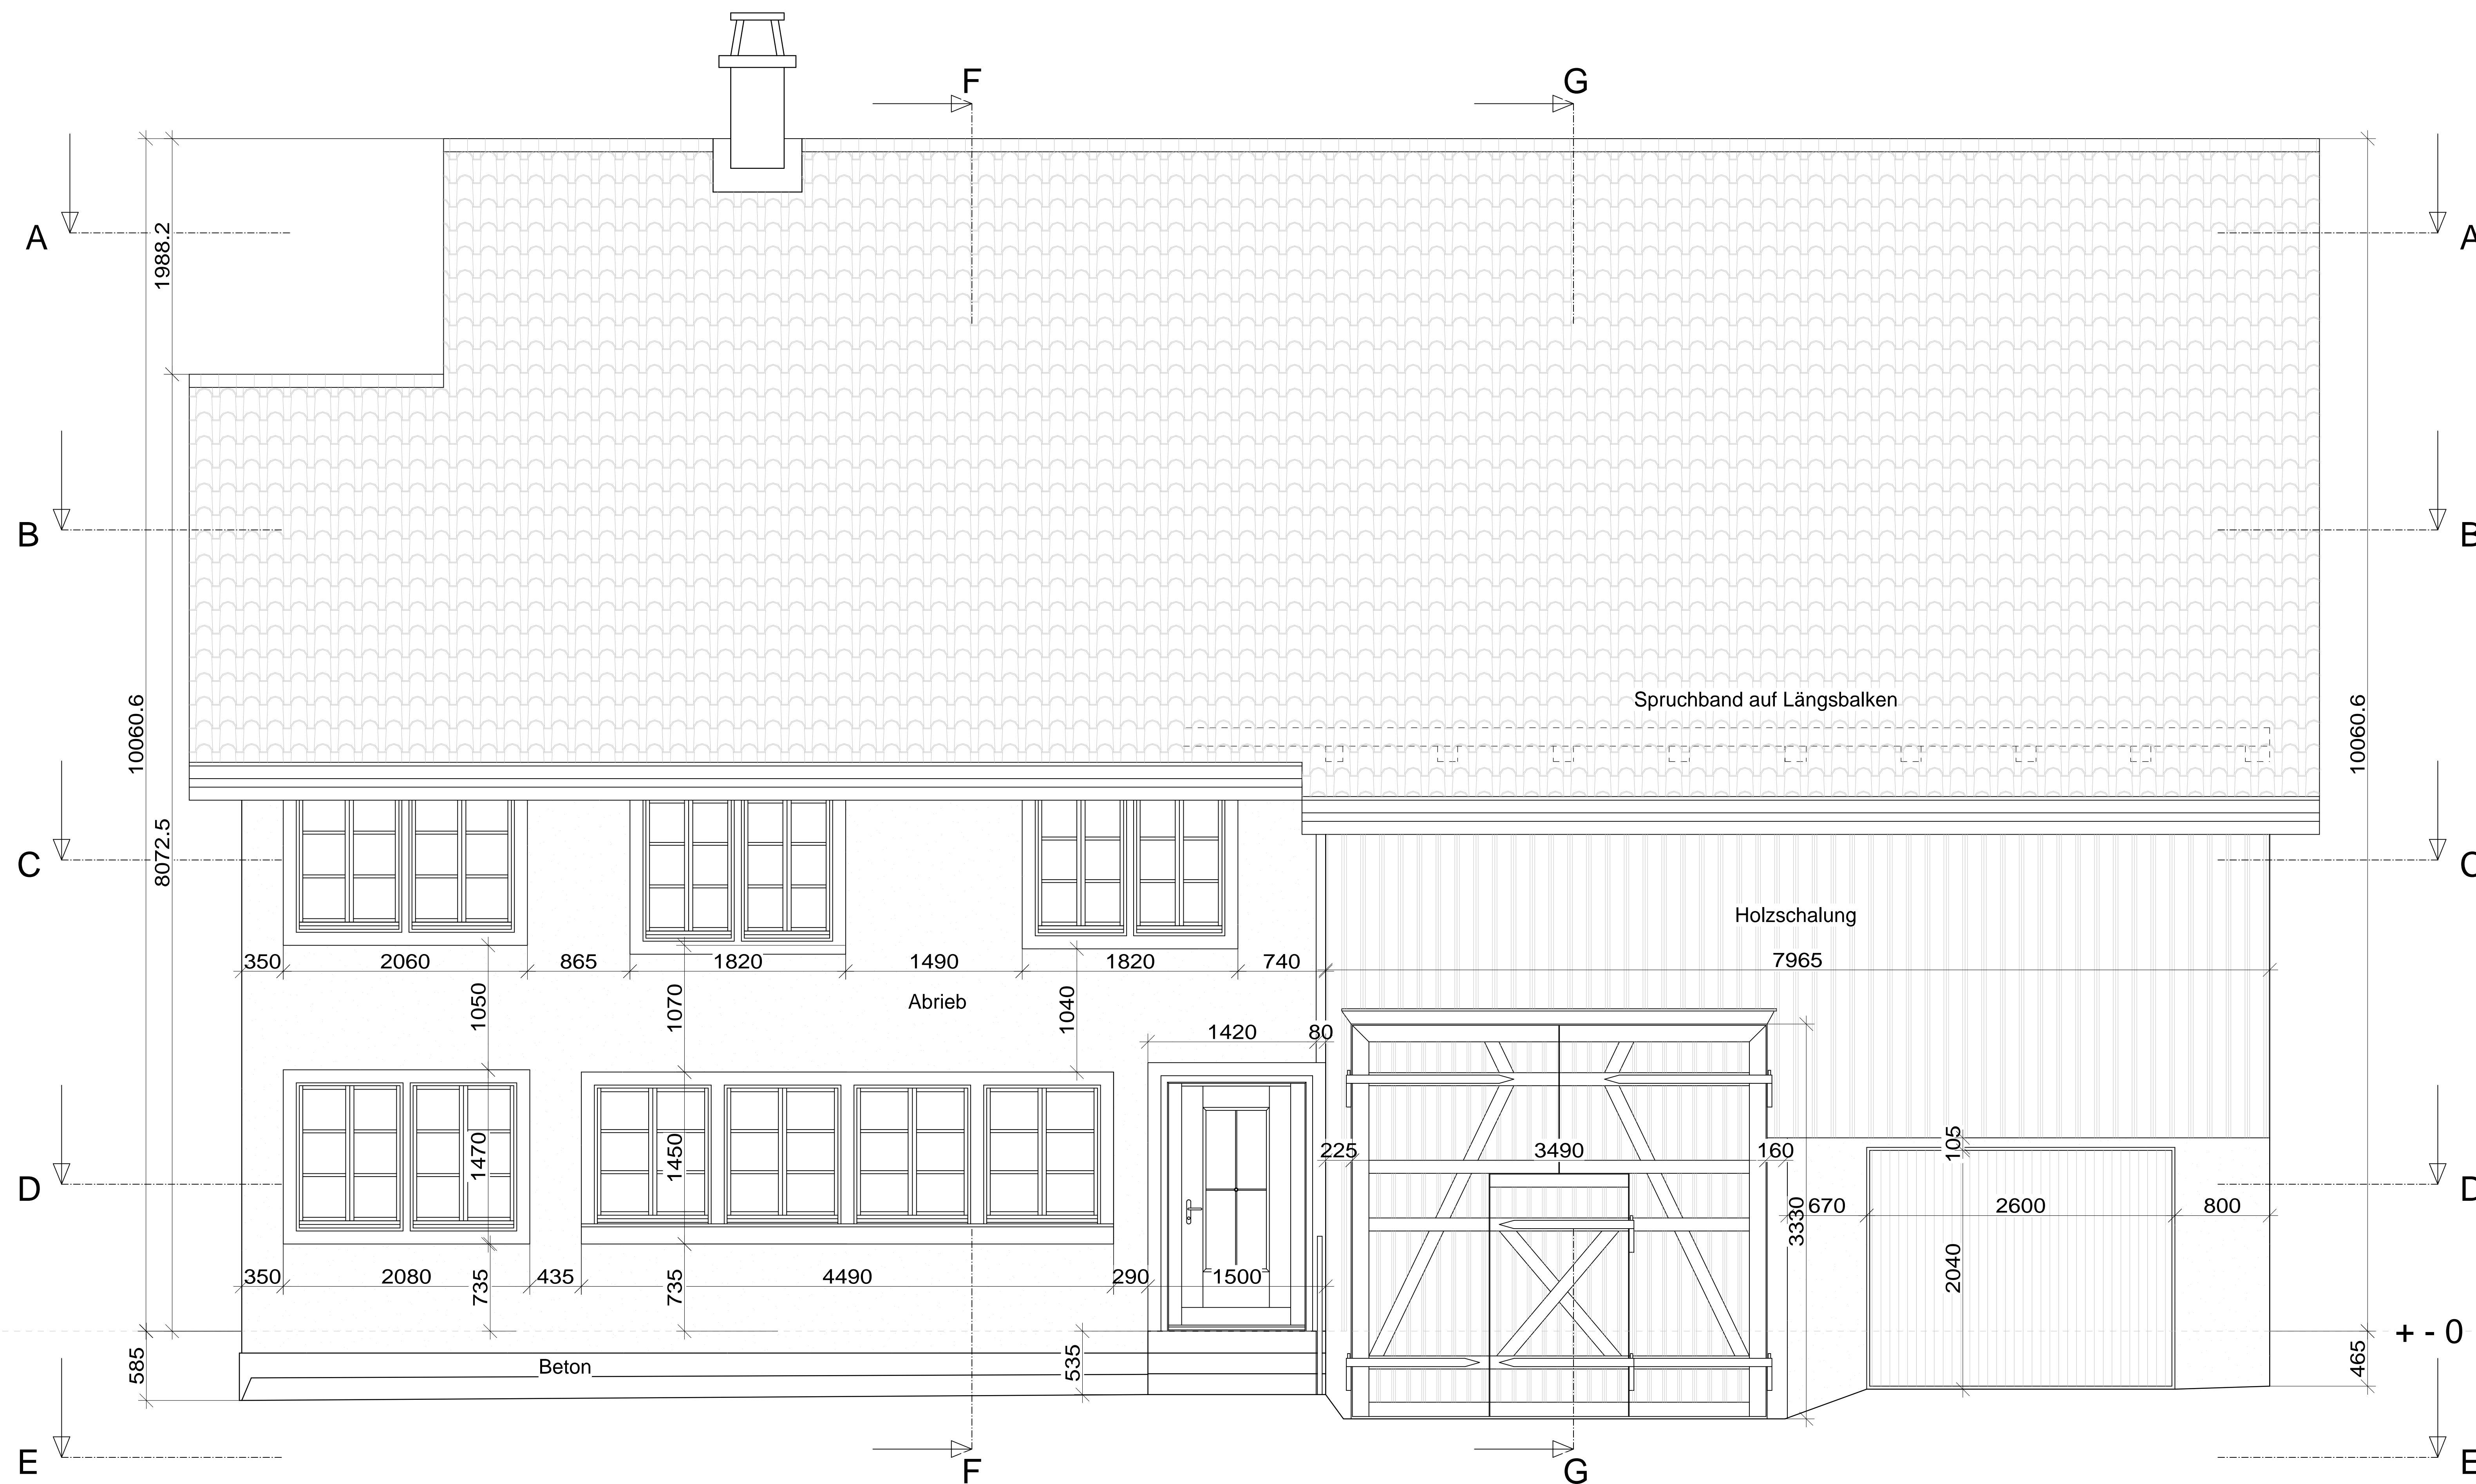 F G
A 1988.2 A
B B
Spruchband auf Längsbalken
10060.6 10060.6
8072.5
C C
Holzschalung
350 2060 865 1820 1490 1820 740 7965
1050 1070 1040
Abrieb
1420 80
1470 1450 225 3490 160 105
D D
3330 670 2600 800
2040
350 2080 435 4490 290 1500
735 735
+ - 0
585 Beton 535 465
E F G E